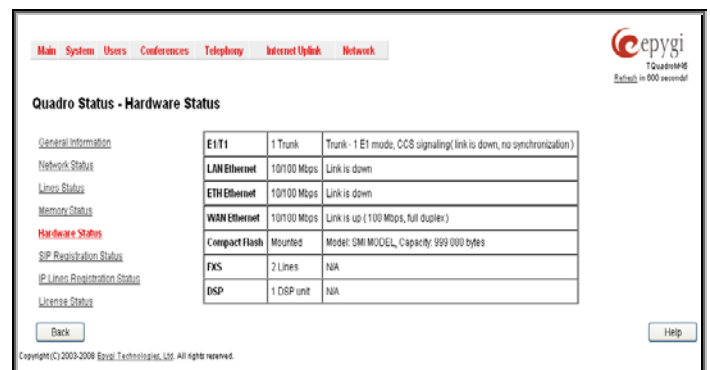 Main System Users Conferences Telephony Internet Uplink Network
epygi
Refresh in 600 seconds!
Quadro Status - Hardware Status
General Information
Network Status
Lines Status
Memory Status
Hardware Status
SIP Registration Status
IP Lines Registration Status
License Status
E1/T1 1 Trunk Trunk - 1 E1 mode, CCS signaling( link is down, no synchronization )
LAN Ethernet 10/100 Mbps Link is down
ETH Ethernet 10/100 Mbps Link is down
WAN Ethernet 10/100 Mbps Link is up ( 100 Mbps, full duplex )
Compact Flash Mounted Model: SMI MODEL, Capacity: 999 000 bytes
FXS 2 Lines N/A
DSP 1 DSP unit N/A
Back
Help
Copyright (C) 2003-2008 Epygi Technologies, Ltd. All rights reserved.